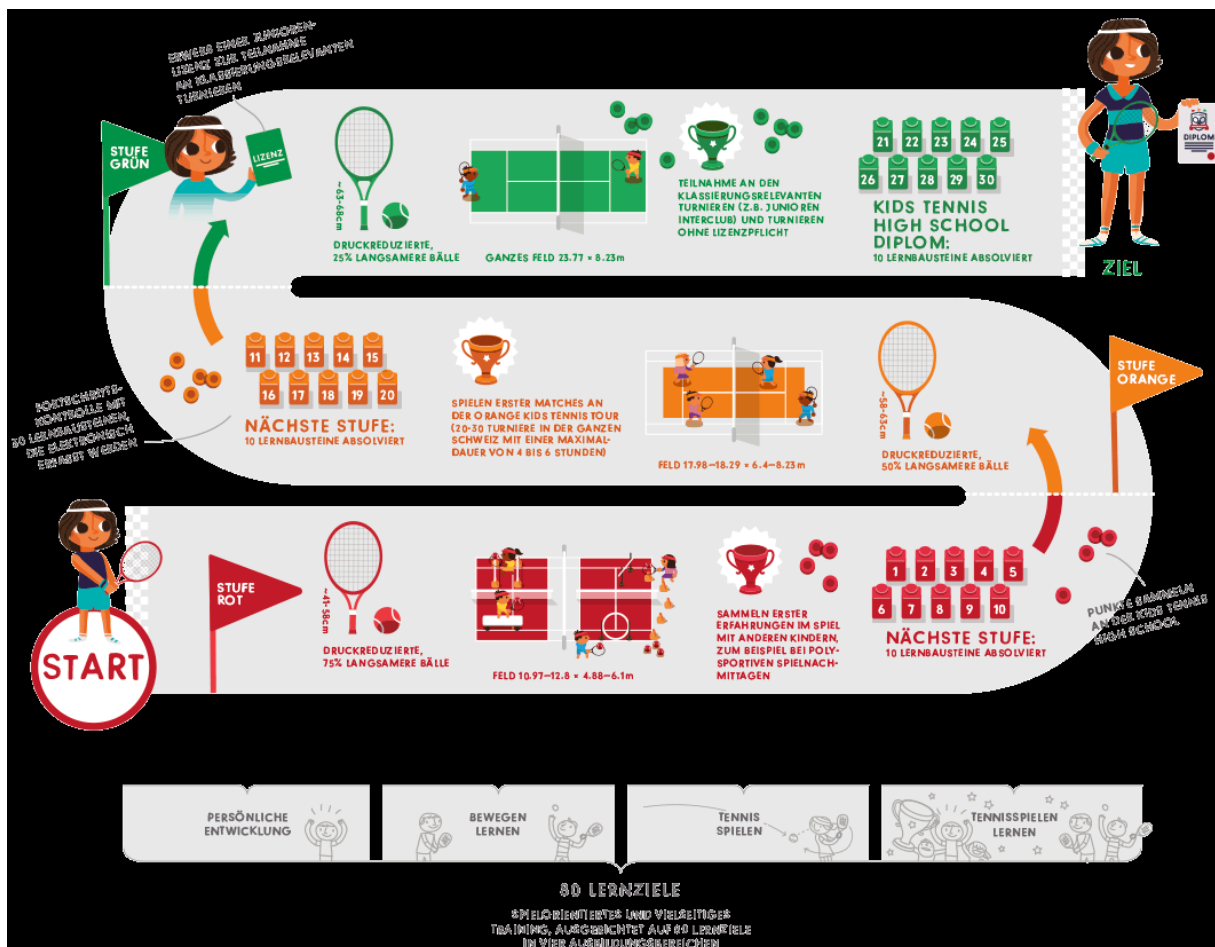 ERWERB EINER JUNIOREN-
LIZENZ ZUR TEILNAHME
AN KLASSIERUNGSRELEVANTEN
TURNIEREN
STUFE
GRÜN
LIZENZ
~63-68cm
DRUCKREDUZIERTE,
25% LANGSAMERE BÄLLE
GANZES FELD 23.77 × 8.23m
TEILNAHME AN DEN
KLASSIERUNGSRELEVANTEN
TURNIEREN (Z.B. JUNIOREN
INTERCLUB) UND TURNIEREN
OHNE LIZENZPFLICHT
21 22 23 24 25
26 27 28 29 30
KIDS TENNIS
HIGH SCHOOL
DIPLOM:
10 LERNBAUSTEINE ABSOLVIERT
DIPLOM
ZIEL
FORTSCHRITTS-
KONTROLLE MIT
30 LERNBAUSTEINEN,
DIE ELEKTRONISCH
ERFASST WERDEN
11 12 13 14 15
16 17 18 19 20
NÄCHSTE STUFE:
10 LERNBAUSTEINE ABSOLVIERT
SPIELEN ERSTER MATCHES AN
DER ORANGE KIDS TENNIS TOUR
(20-30 TURNIERE IN DER GANZEN
SCHWEIZ MIT EINER MAXIMAL-
DAUER VON 4 BIS 6 STUNDEN)
FELD 17.98–18.29 × 6.4–8.23m
~58-63cm
DRUCKREDUZIERTE,
50% LANGSAMERE BÄLLE
STUFE
ORANGE
START
STUFE
ROT
~41-58cm
DRUCKREDUZIERTE,
75% LANGSAMERE BÄLLE
FELD 10.97–12.8 × 4.88–6.1m
SAMMELN ERSTER
ERFAHRUNGEN IM SPIEL
MIT ANDEREN KINDERN,
ZUM BEISPIEL BEI POLY-
SPORTIVEN SPIELNACH-
MITTAGEN
1 2 3 4 5
6 7 8 9 10
NÄCHSTE STUFE:
10 LERNBAUSTEINE ABSOLVIERT
PUNKTE SAMMELN
AN DER KIDS TENNIS
HIGH SCHOOL
PERSÖNLICHE
ENTWICKLUNG
BEWEGEN
LERNEN
TENNIS
SPIELEN
TENNISSPIELEN
LERNEN
80 LERNZIELE
SPIELORIENTIERTES UND VIELSEITIGES
TRAINING, AUSGERICHTET AUF 80 LERNZIELE
IN VIER AUSBILDUNGSBEREICHEN